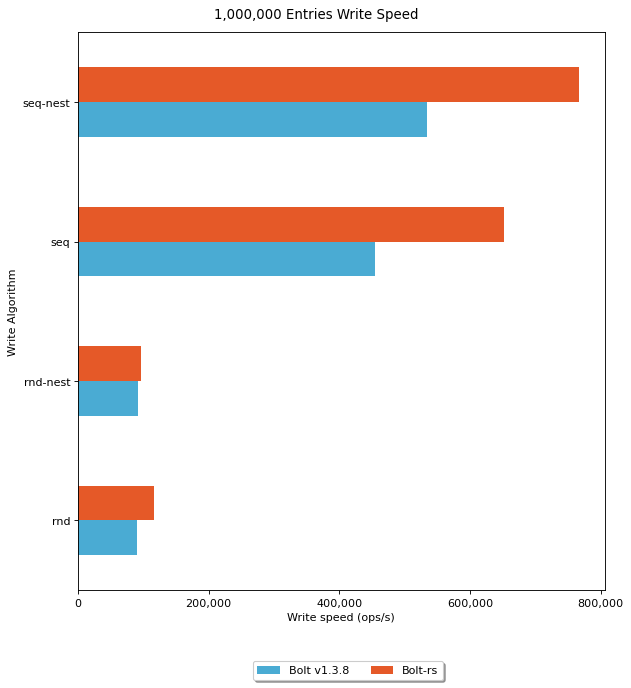 1,000,000 Entries Write Speed
seq-nest
seq
rnd-nest
rnd
Write Algorithm
0 200,000 400,000 600,000 800,000
Write speed (ops/s)
Bolt v1.3.8 Bolt-rs